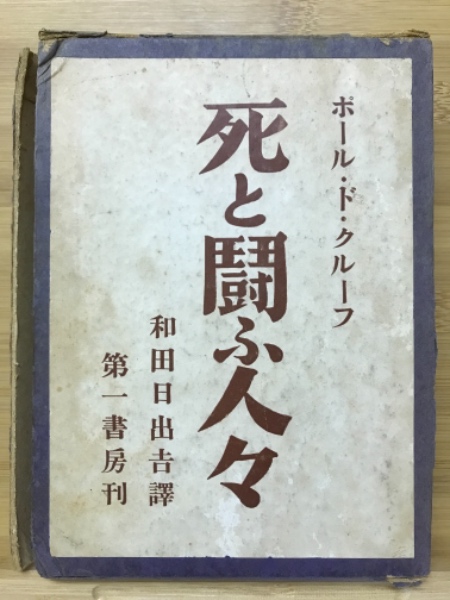 ポール・ド・クルーフ
死と闘ふ人々
和田日出吉譯
第一書房刊